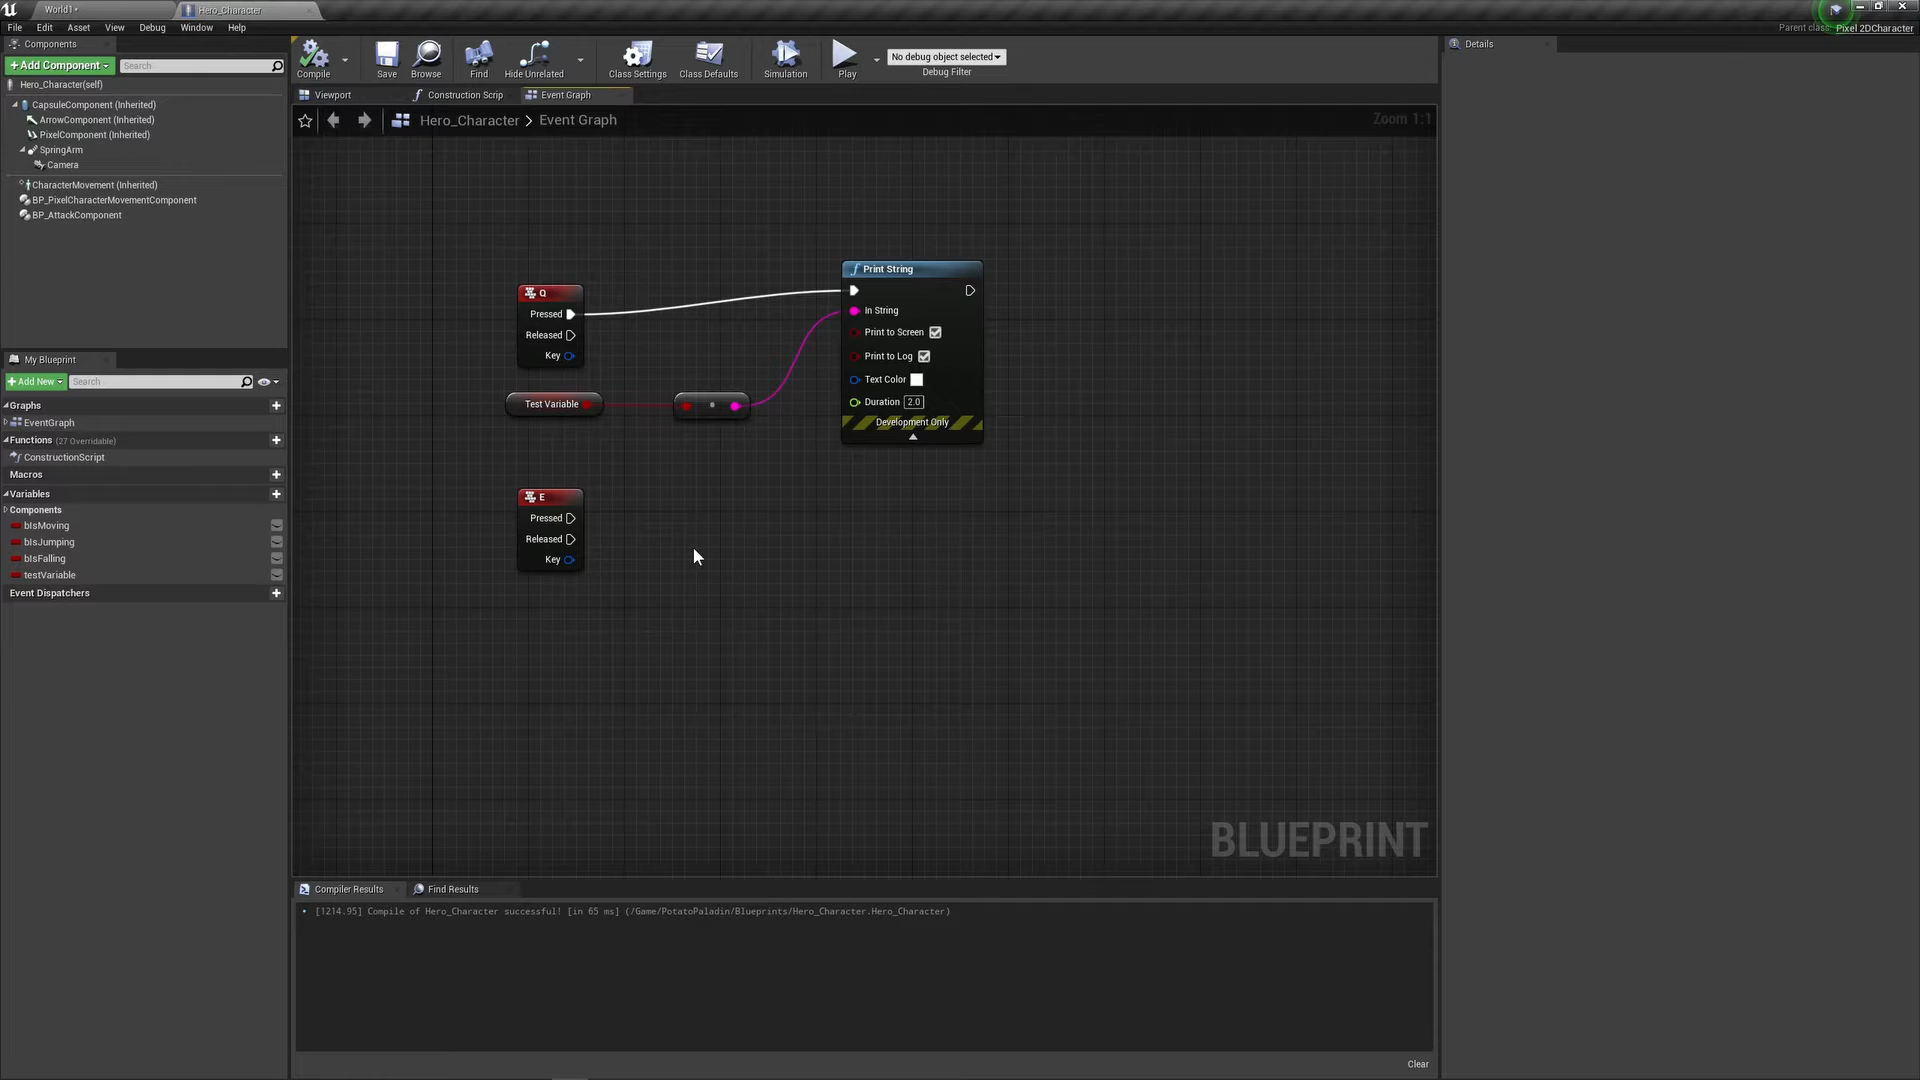 World1•
Hero_Character
File Edit Asset View Debug Window Help
Parent class: Pixel 2DCharacter
Components
+Add Component
Search
Hero_Character(self)
CapsuleComponent (Inherited)
ArrowComponent (Inherited)
PixelComponent (Inherited)
SpringArm
Camera
CharacterMovement (Inherited)
BP_PixelCharacterMovementComponent
BP_AttackComponent
My Blueprint
+Add New
Search
Graphs
EventGraph
Functions (27 Overridable)
ConstructionScript
Macros
Variables
Components
bIsMoving
bIsJumping
bIsFalling
testVariable
Event Dispatchers
Compile
Save
Browse
Find
Hide Unrelated
Class Settings
Class Defaults
Simulation
Play
No debug object selected
Debug Filter
Viewport
Construction Scrip
Event Graph
Hero_Character > Event Graph
Zoom 1:1
Q
Pressed
Released
Key
Test Variable
Print String
In String
Print to Screen
Print to Log
Text Color
Duration 2.0
Development Only
E
Pressed
Released
Key
BLUEPRINT
Compiler Results
Find Results
[1214.95] Compile of Hero_Character successful! [in 65 ms] (/Game/PotatoPaladin/Blueprints/Hero_Character.Hero_Character)
Clear
Details